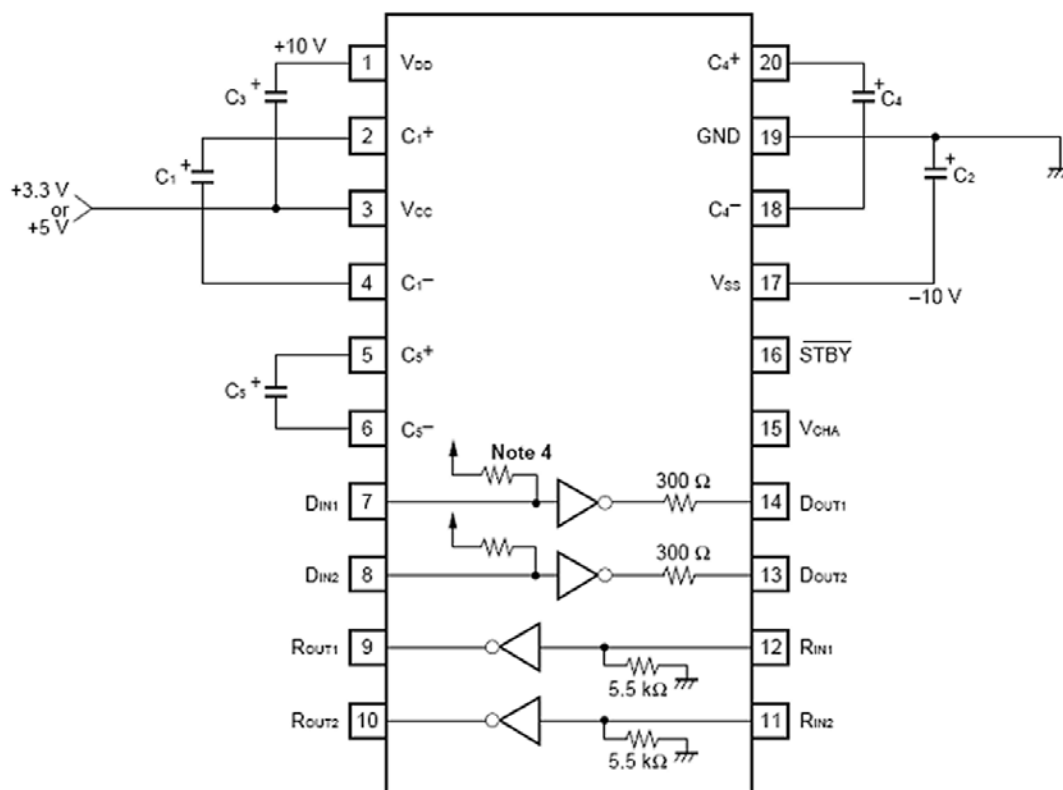 +10 V
1 VDD
C4+ 20
C3 +
+ C4
2 C1+
GND 19
C1 +
+ C2
+3.3 V
or
+5 V
3 VCC
C4− 18
4 C1−
VSS 17
−10 V
5 C5+
16 STBY
C5 +
6 C5−
15 VCHA
Note 4
300 Ω
DIN1 7
14 DOUT1
300 Ω
DIN2 8
13 DOUT2
ROUT1 9
12 RIN1
5.5 kΩ
ROUT2 10
11 RIN2
5.5 kΩ